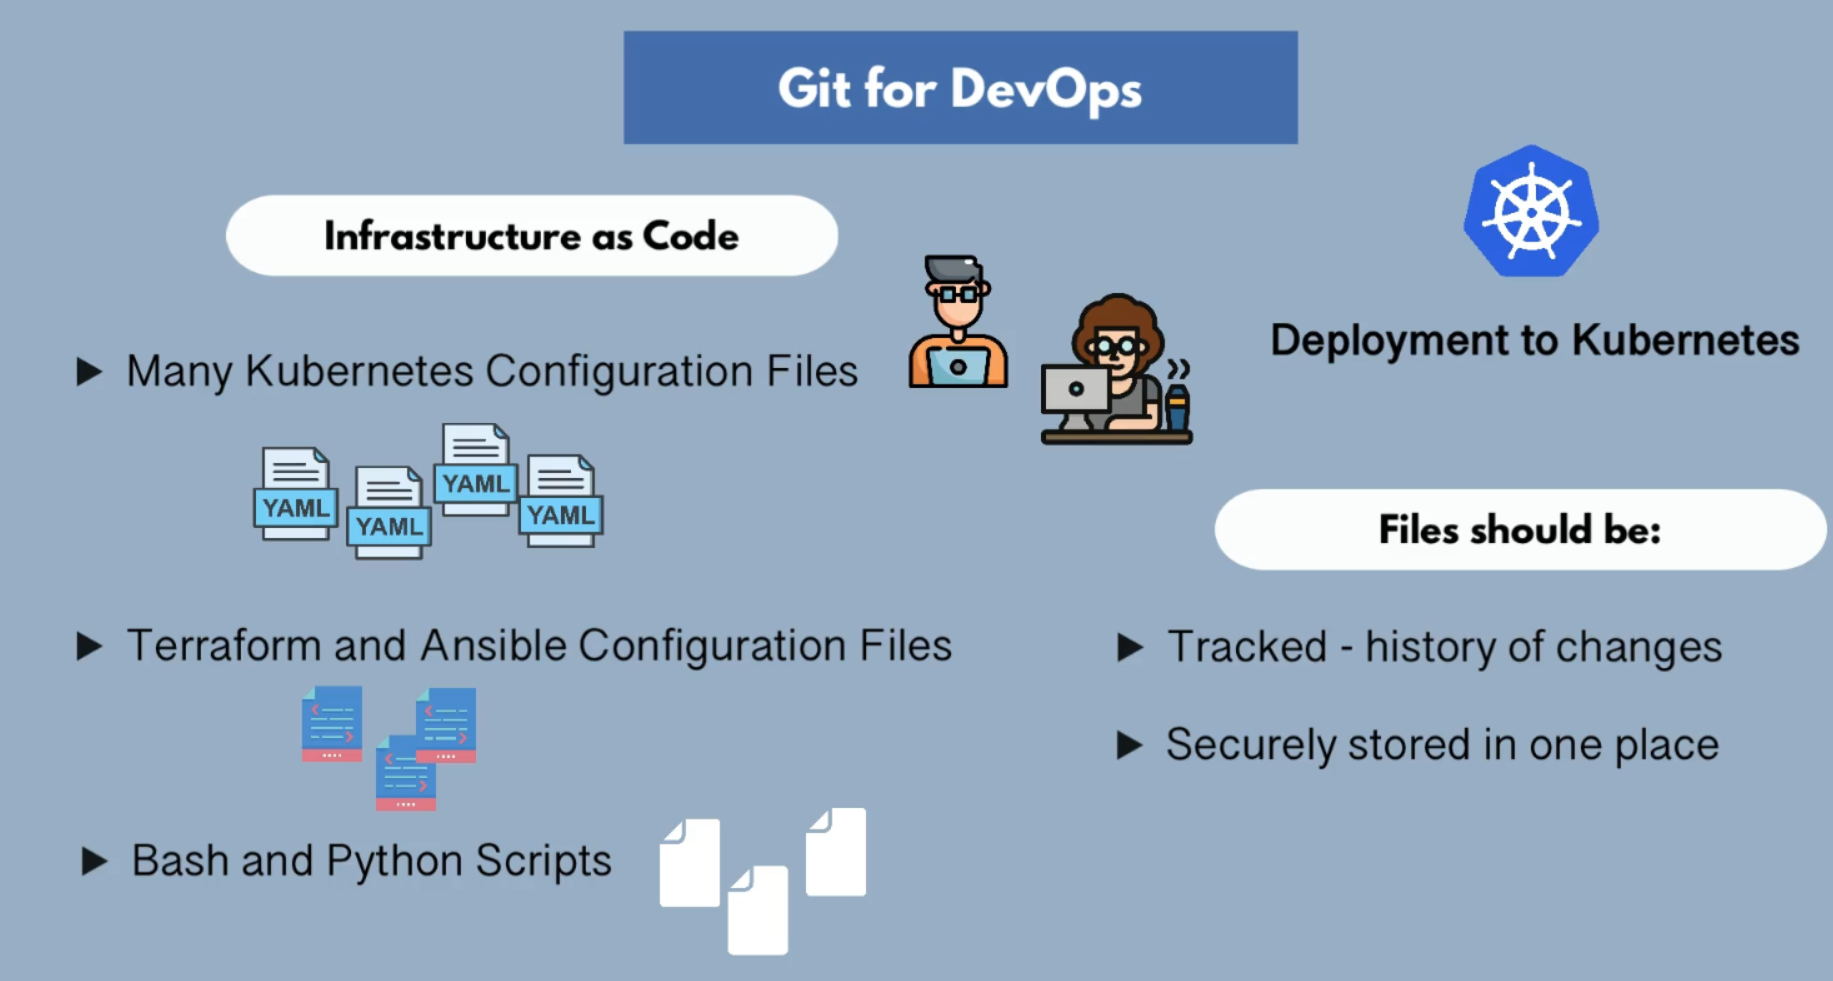 Git for DevOps
Infrastructure as Code
Many Kubernetes Configuration Files
YAML
YAML
YAML
YAML
Terraform and Ansible Configuration Files
Bash and Python Scripts
Deployment to Kubernetes
Files should be:
Tracked - history of changes
Securely stored in one place